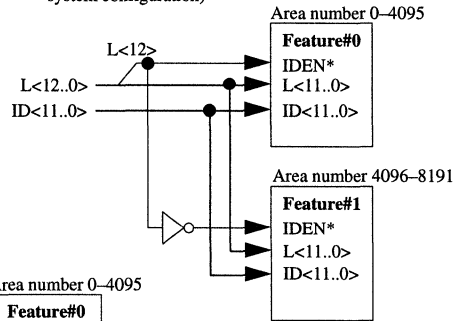 system configuration)
Area number 0–4095
L<12>
Feature#0
IDEN*
L<12..0>
L<11..0>
ID<11..0>
ID<11..0>
Area number 4096–8191
Feature#1
IDEN*
L<11..0>
ID<11..0>
Area number 0–4095
Feature#0